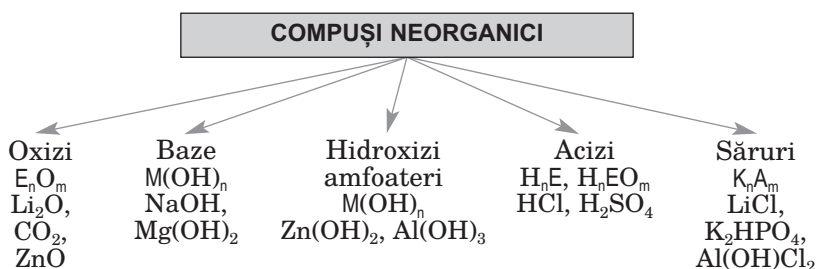 COMPUȘI NEORGANICI
Oxizi
EₙOₘ
Li₂O,
CO₂,
ZnO
Baze
M(OH)ₙ
NaOH,
Mg(OH)₂
Hidroxizi
amfoateri
M(OH)ₙ
Zn(OH)₂, Al(OH)₃
Acizi
HₙE, HₙEOₘ
HCl, H₂SO₄
Săruri
KₙAₘ
LiCl,
K₂HPO₄,
Al(OH)Cl₂